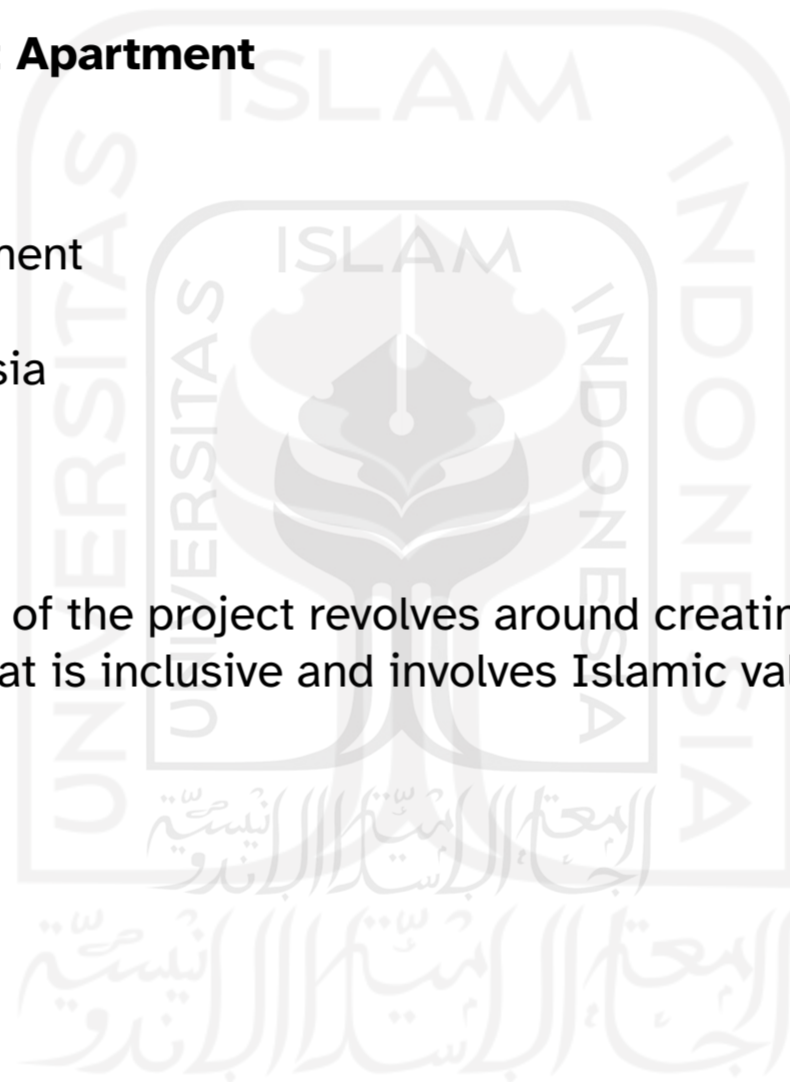 : Apartment
ISLAM
UNIVERSITAS
INDONESIA
ISLAM
UNIVERSITAS
INDONESIA
ment
sia
of the project revolves around creatin
at is inclusive and involves Islamic val